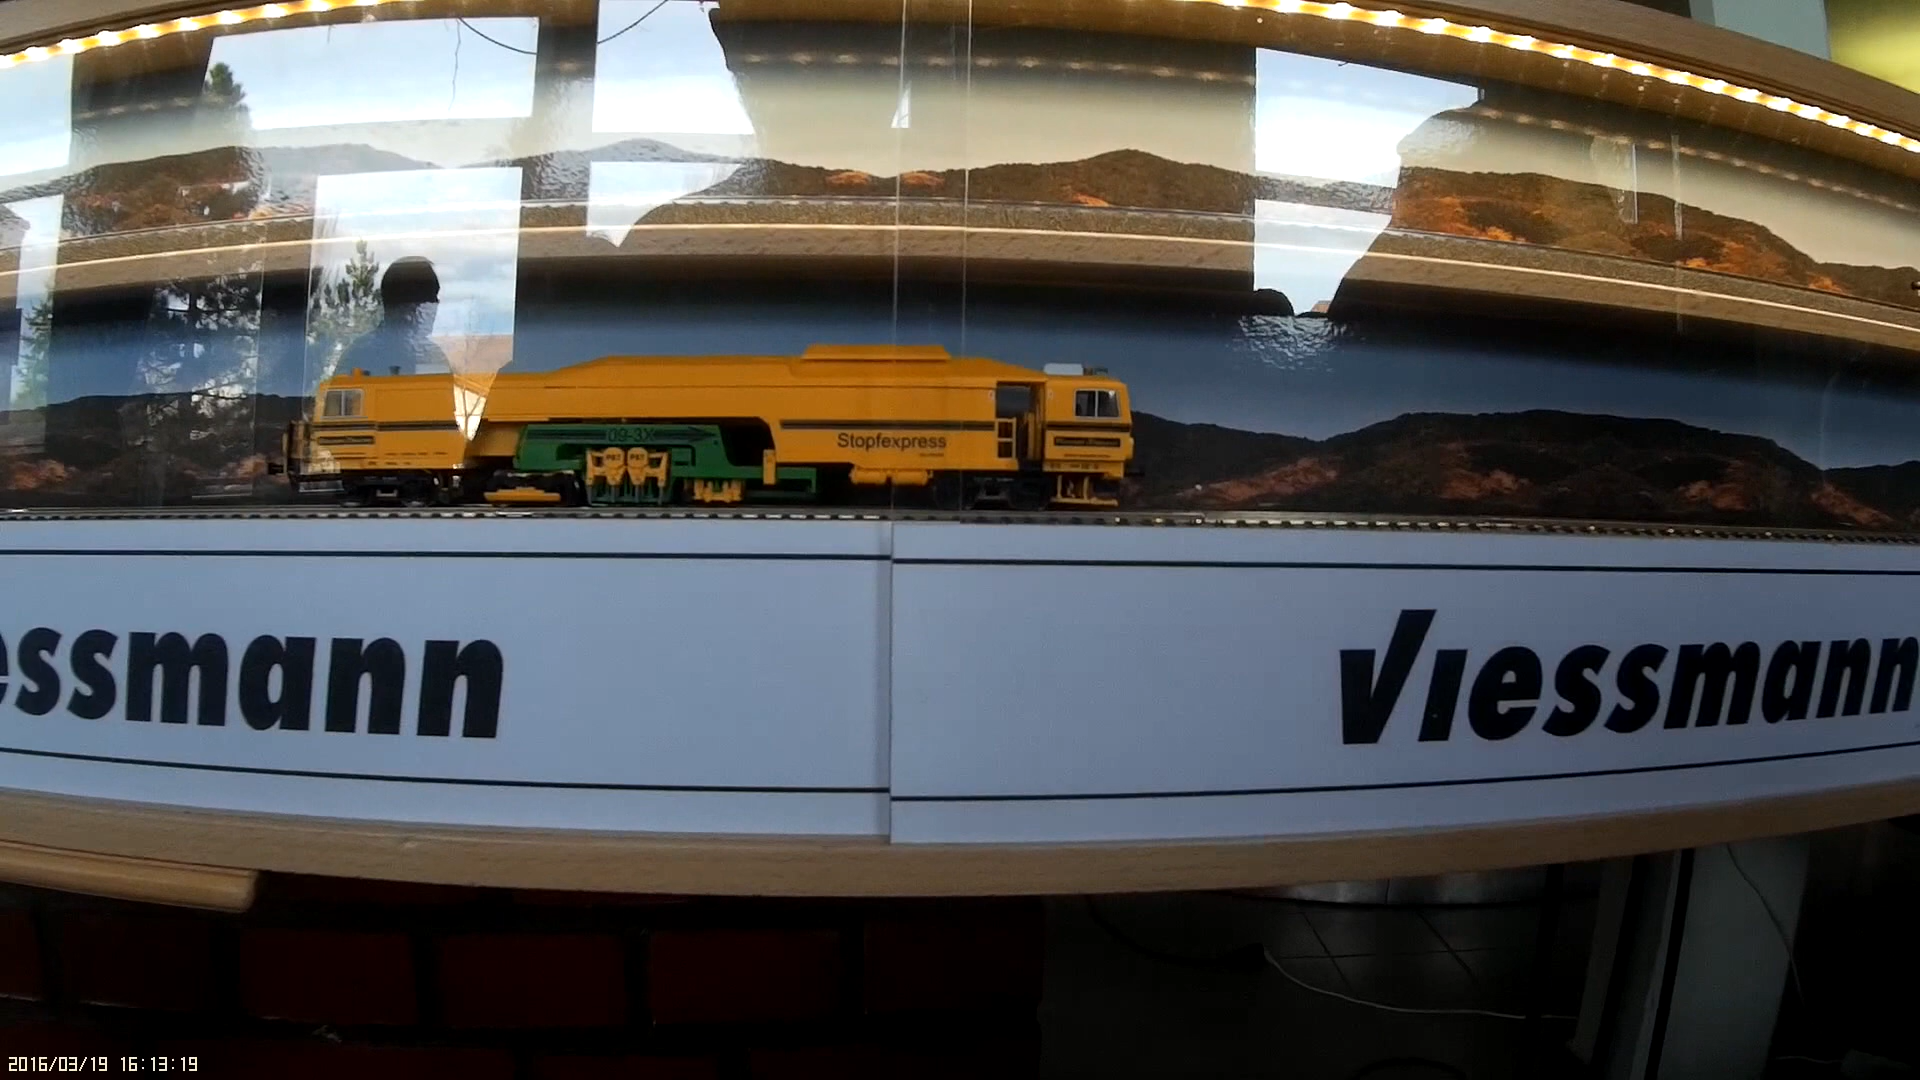 09-3X
P&T P&T
Stopfexpress
essmann
Viessmann
2016/03/19 16:13:19